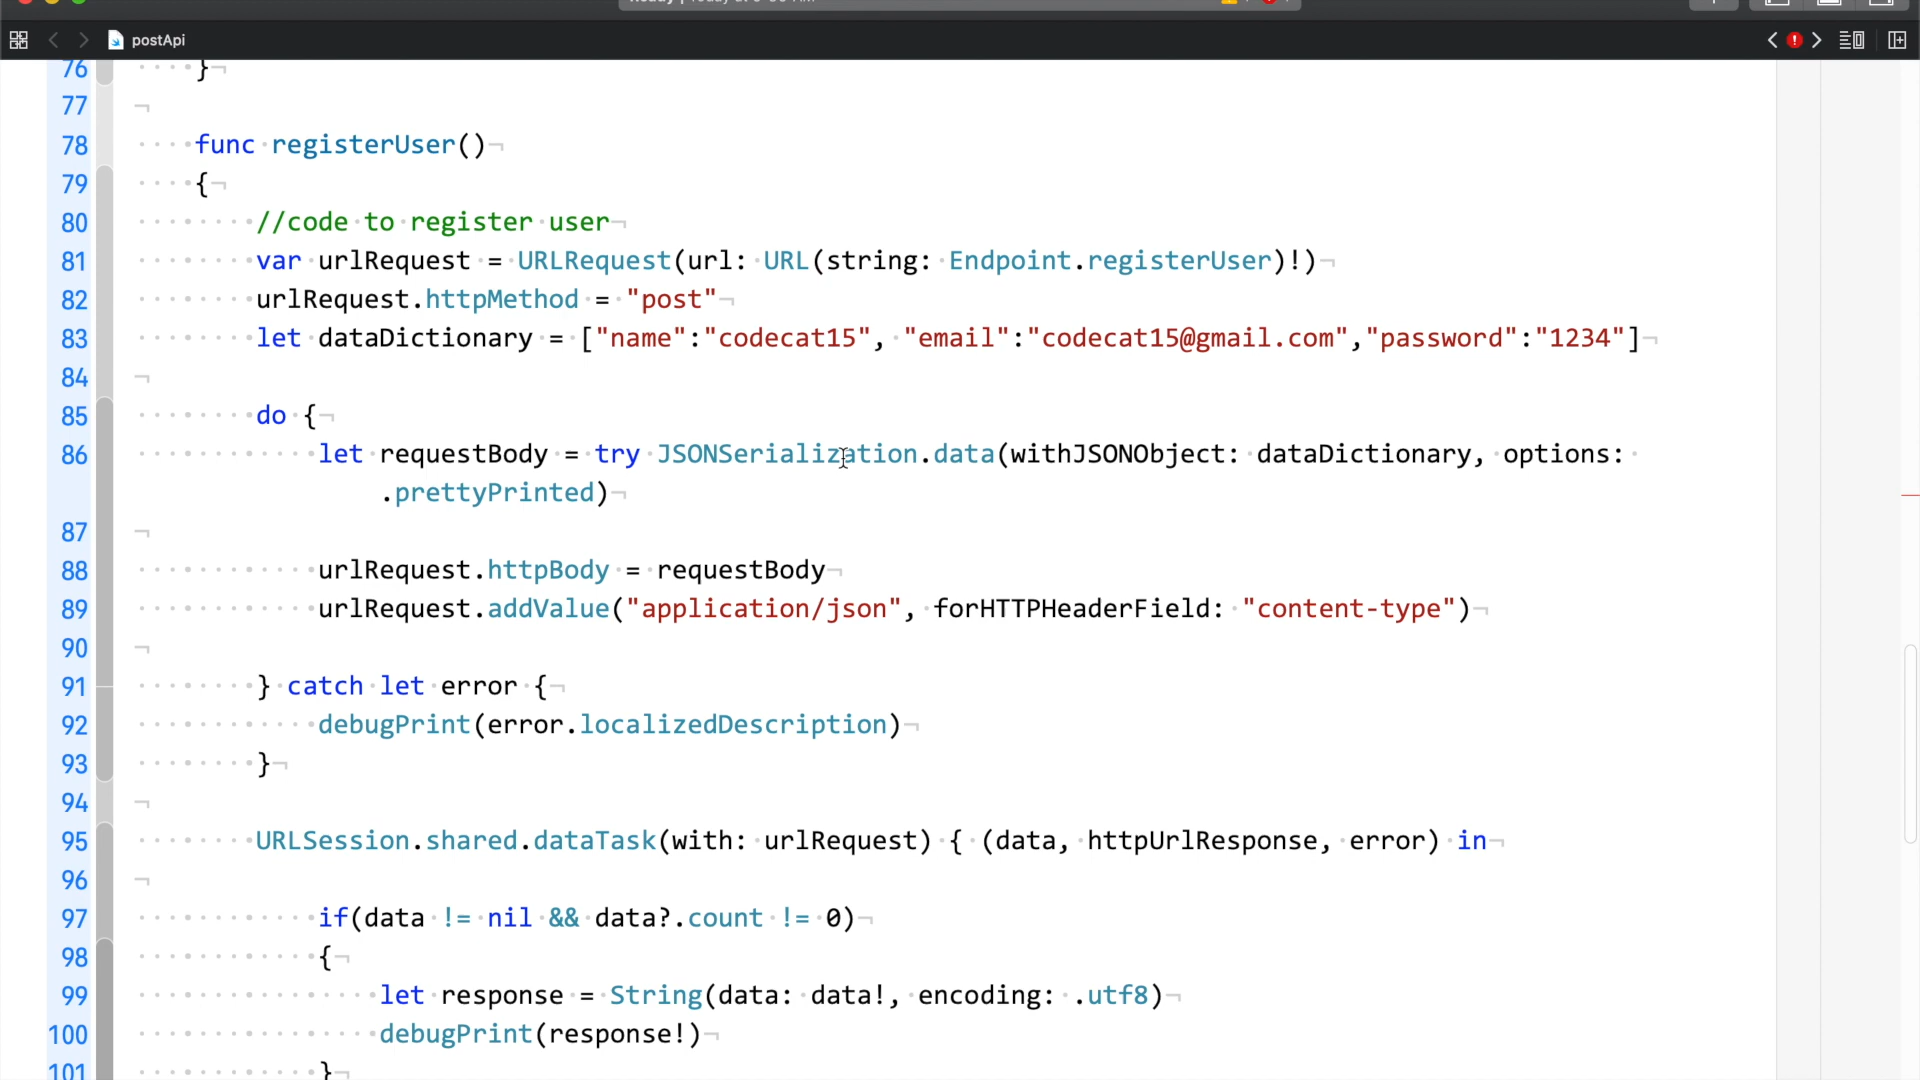 postApi
76 }
77
78 func registerUser()
79 {
80 //code to register user
81 var urlRequest = URLRequest(url: URL(string: Endpoint.registerUser)!)
82 urlRequest.httpMethod = "post"
83 let dataDictionary = ["name":"codecat15", "email":"codecat15@gmail.com","password":"1234"]
84
85 do {
86 let requestBody = try JSONSerialization.data(withJSONObject: dataDictionary, options:
.prettyPrinted)
87
88 urlRequest.httpBody = requestBody
89 urlRequest.addValue("application/json", forHTTPHeaderField: "content-type")
90
91 } catch let error {
92 debugPrint(error.localizedDescription)
93 }
94
95 URLSession.shared.dataTask(with: urlRequest) { (data, httpUrlResponse, error) in
96
97 if(data != nil && data?.count != 0)
98 {
99 let response = String(data: data!, encoding: .utf8)
100 debugPrint(response!)
101 }